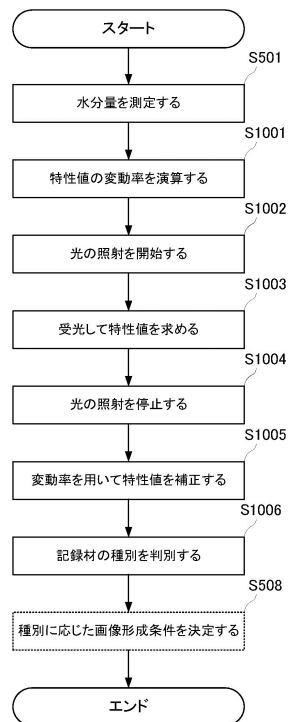 スタート
S501
水分量を測定する
S1001
特性値の変動率を演算する
S1002
光の照射を開始する
S1003
受光して特性値を求める
S1004
光の照射を停止する
S1005
変動率を用いて特性値を補正する
S1006
記録材の種別を判別する
S508
種別に応じた画像形成条件を決定する
エンド